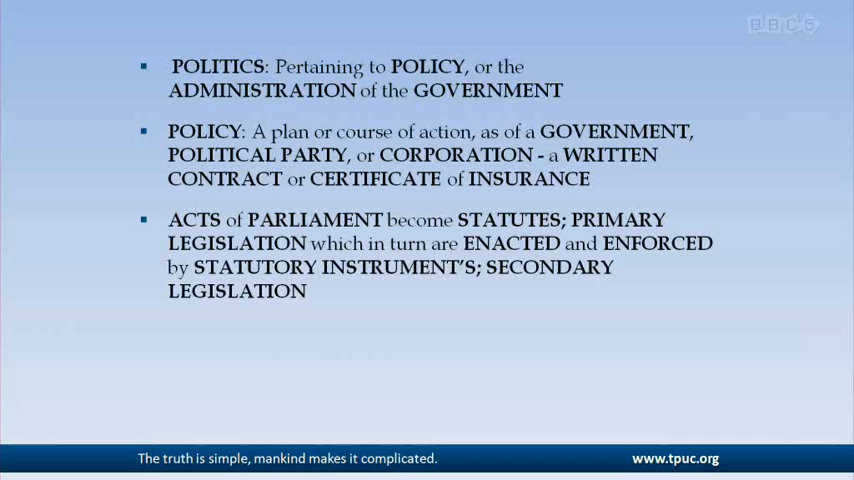 BBC5
POLITICS: Pertaining to POLICY, or the
ADMINISTRATION of the GOVERNMENT
POLICY: A plan or course of action, as of a GOVERNMENT,
POLITICAL PARTY, or CORPORATION - a WRITTEN
CONTRACT or CERTIFICATE of INSURANCE
ACTS of PARLIAMENT become STATUTES; PRIMARY
LEGISLATION which in turn are ENACTED and ENFORCED
by STATUTORY INSTRUMENT'S; SECONDARY
LEGISLATION
The truth is simple, mankind makes it complicated.
www.tpuc.org